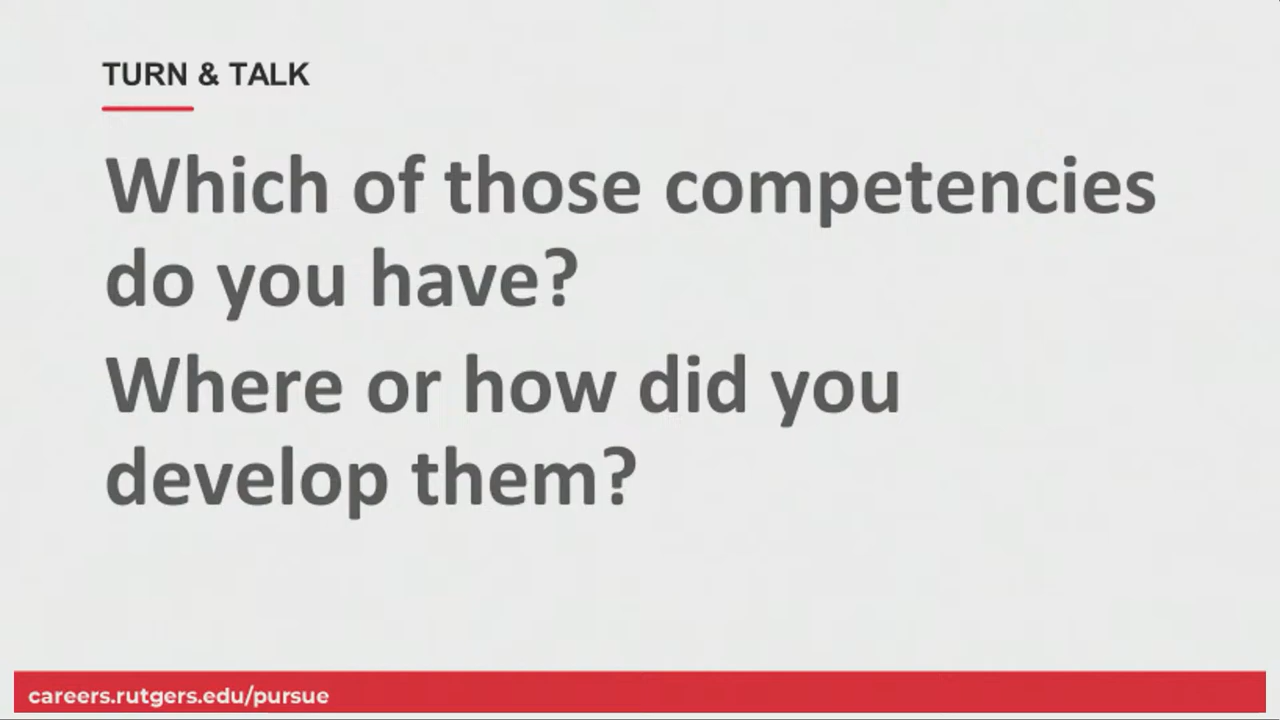 TURN & TALK
Which of those competencies
do you have?
Where or how did you
develop them?
careers.rutgers.edu/pursue